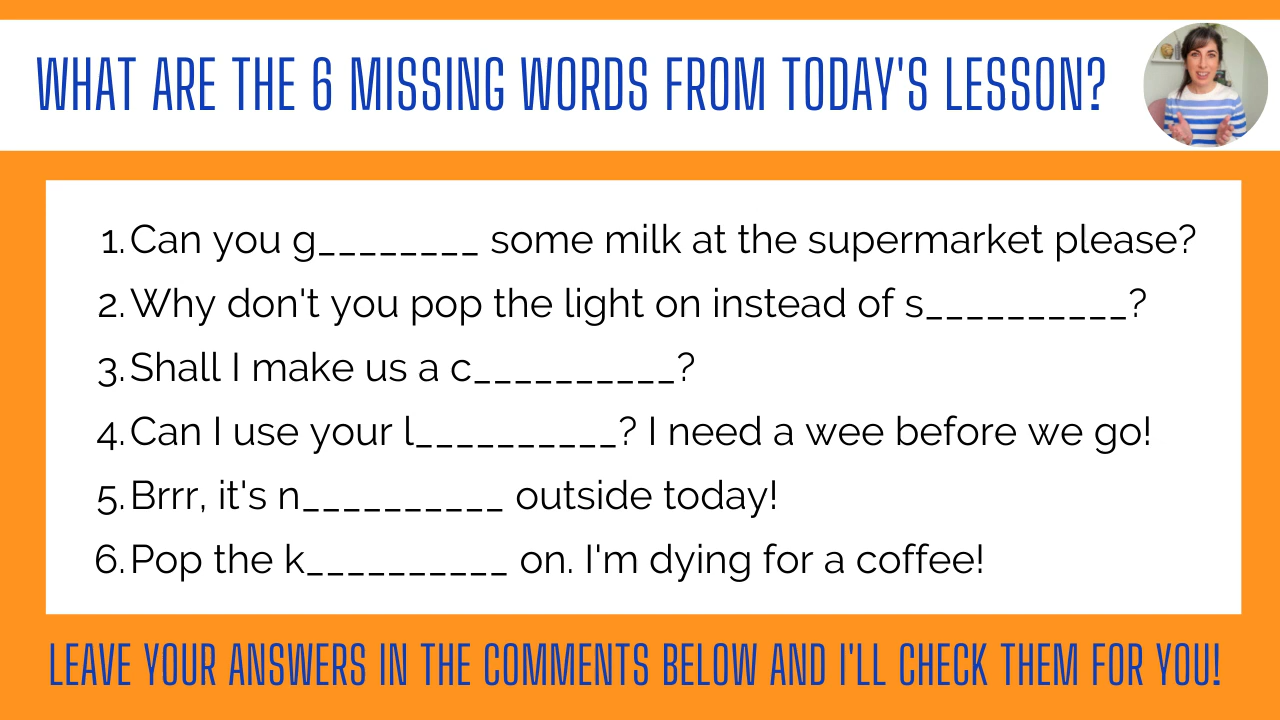 WHAT ARE THE 6 MISSING WORDS FROM TODAY'S LESSON?
1. Can you g________ some milk at the supermarket please?
2. Why don't you pop the light on instead of s__________?
3. Shall I make us a c__________?
4. Can I use your l__________? I need a wee before we go!
5. Brrr, it's n__________ outside today!
6. Pop the k__________ on. I'm dying for a coffee!
LEAVE YOUR ANSWERS IN THE COMMENTS BELOW AND I'LL CHECK THEM FOR YOU!